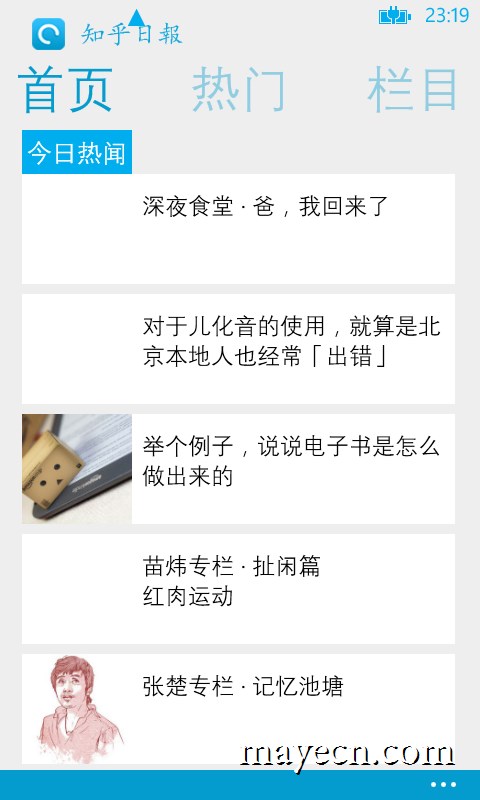 23:19
知乎日報
首页 热门 栏目
今日热闻
深夜食堂 · 爸，我回来了
对于儿化音的使用，就算是北
京本地人也经常「出错」
举个例子，说说电子书是怎么
做出来的
苗炜专栏 · 扯闲篇
红肉运动
张楚专栏 · 记忆池塘
mayecn.com